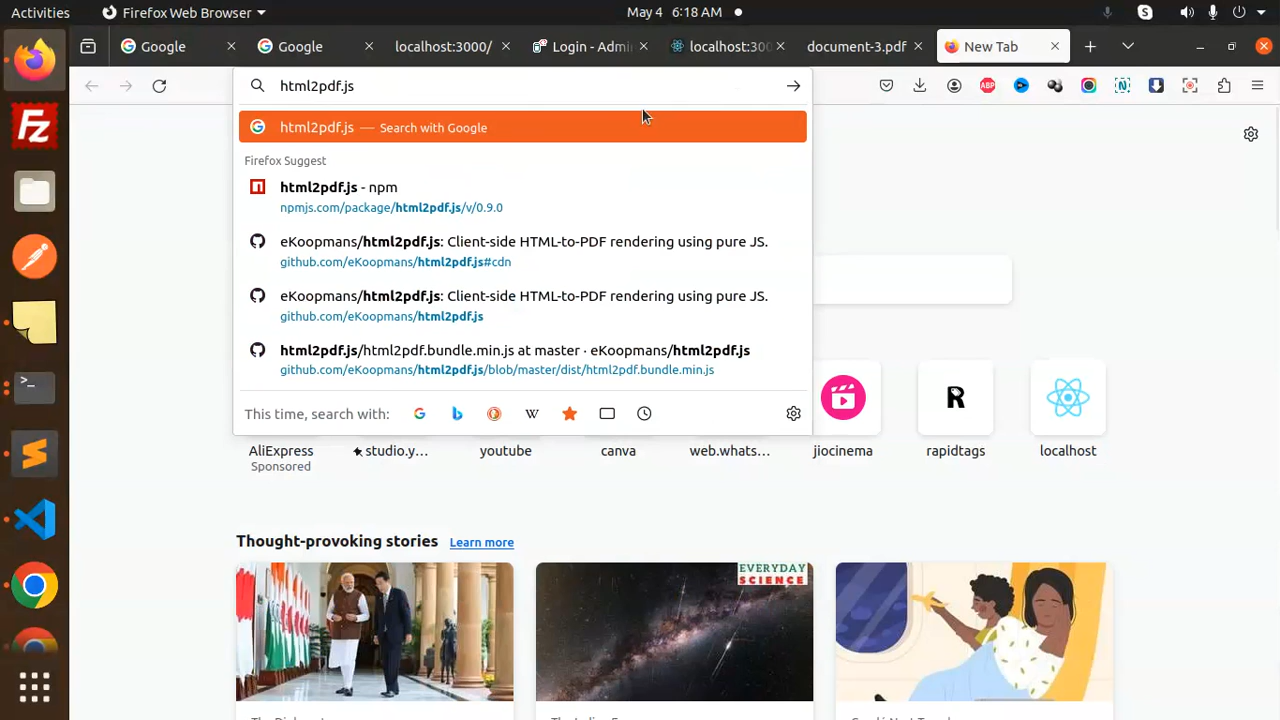 Activities
Firefox Web Browser
May 4 6:18 AM
Google
Google
localhost:3000/
Login - Admi
localhost:300
document-3.pdf
New Tab
html2pdf.js
ABP
html2pdf.js — Search with Google
Firefox Suggest
html2pdf.js - npm
npmjs.com/package/html2pdf.js/v/0.9.0
eKoopmans/html2pdf.js: Client-side HTML-to-PDF rendering using pure JS.
github.com/eKoopmans/html2pdf.js#cdn
eKoopmans/html2pdf.js: Client-side HTML-to-PDF rendering using pure JS.
github.com/eKoopmans/html2pdf.js
html2pdf.js/html2pdf.bundle.min.js at master · eKoopmans/html2pdf.js
github.com/eKoopmans/html2pdf.js/blob/master/dist/html2pdf.bundle.min.js
This time, search with:
AliExpress
Sponsored
studio.y...
youtube
canva
web.whats...
jiocinema
rapidtags
localhost
Thought-provoking stories Learn more
EVERYDAY
SCIENCE